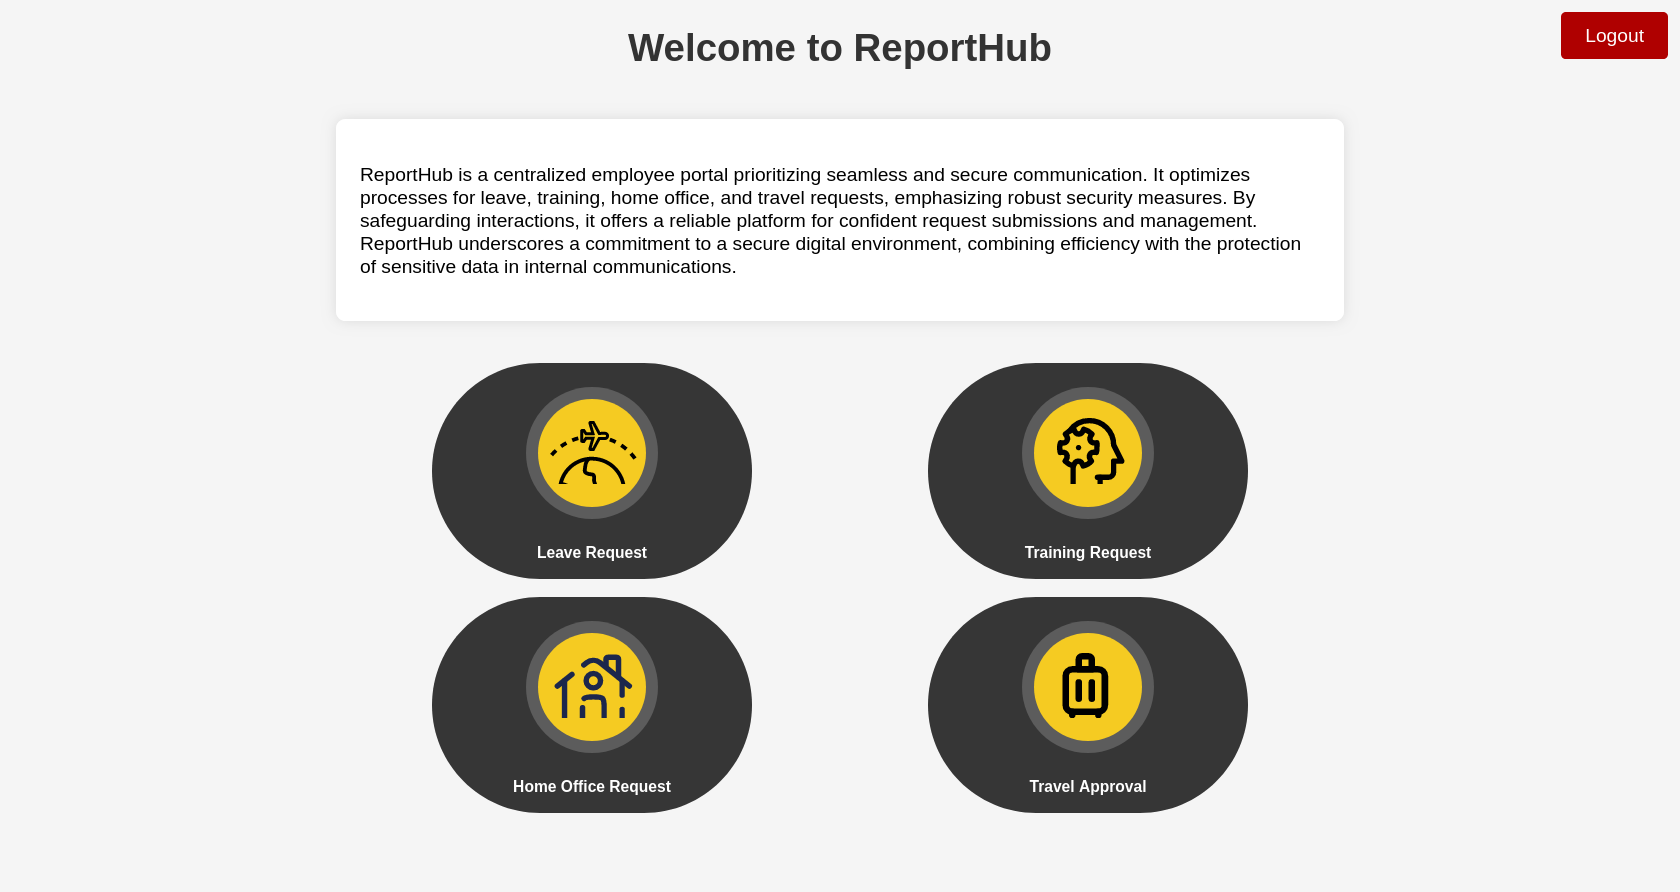 Welcome to ReportHub
Logout
ReportHub is a centralized employee portal prioritizing seamless and secure communication. It optimizes
processes for leave, training, home office, and travel requests, emphasizing robust security measures. By
safeguarding interactions, it offers a reliable platform for confident request submissions and management.
ReportHub underscores a commitment to a secure digital environment, combining efficiency with the protection
of sensitive data in internal communications.
Leave Request
Training Request
Home Office Request
Travel Approval